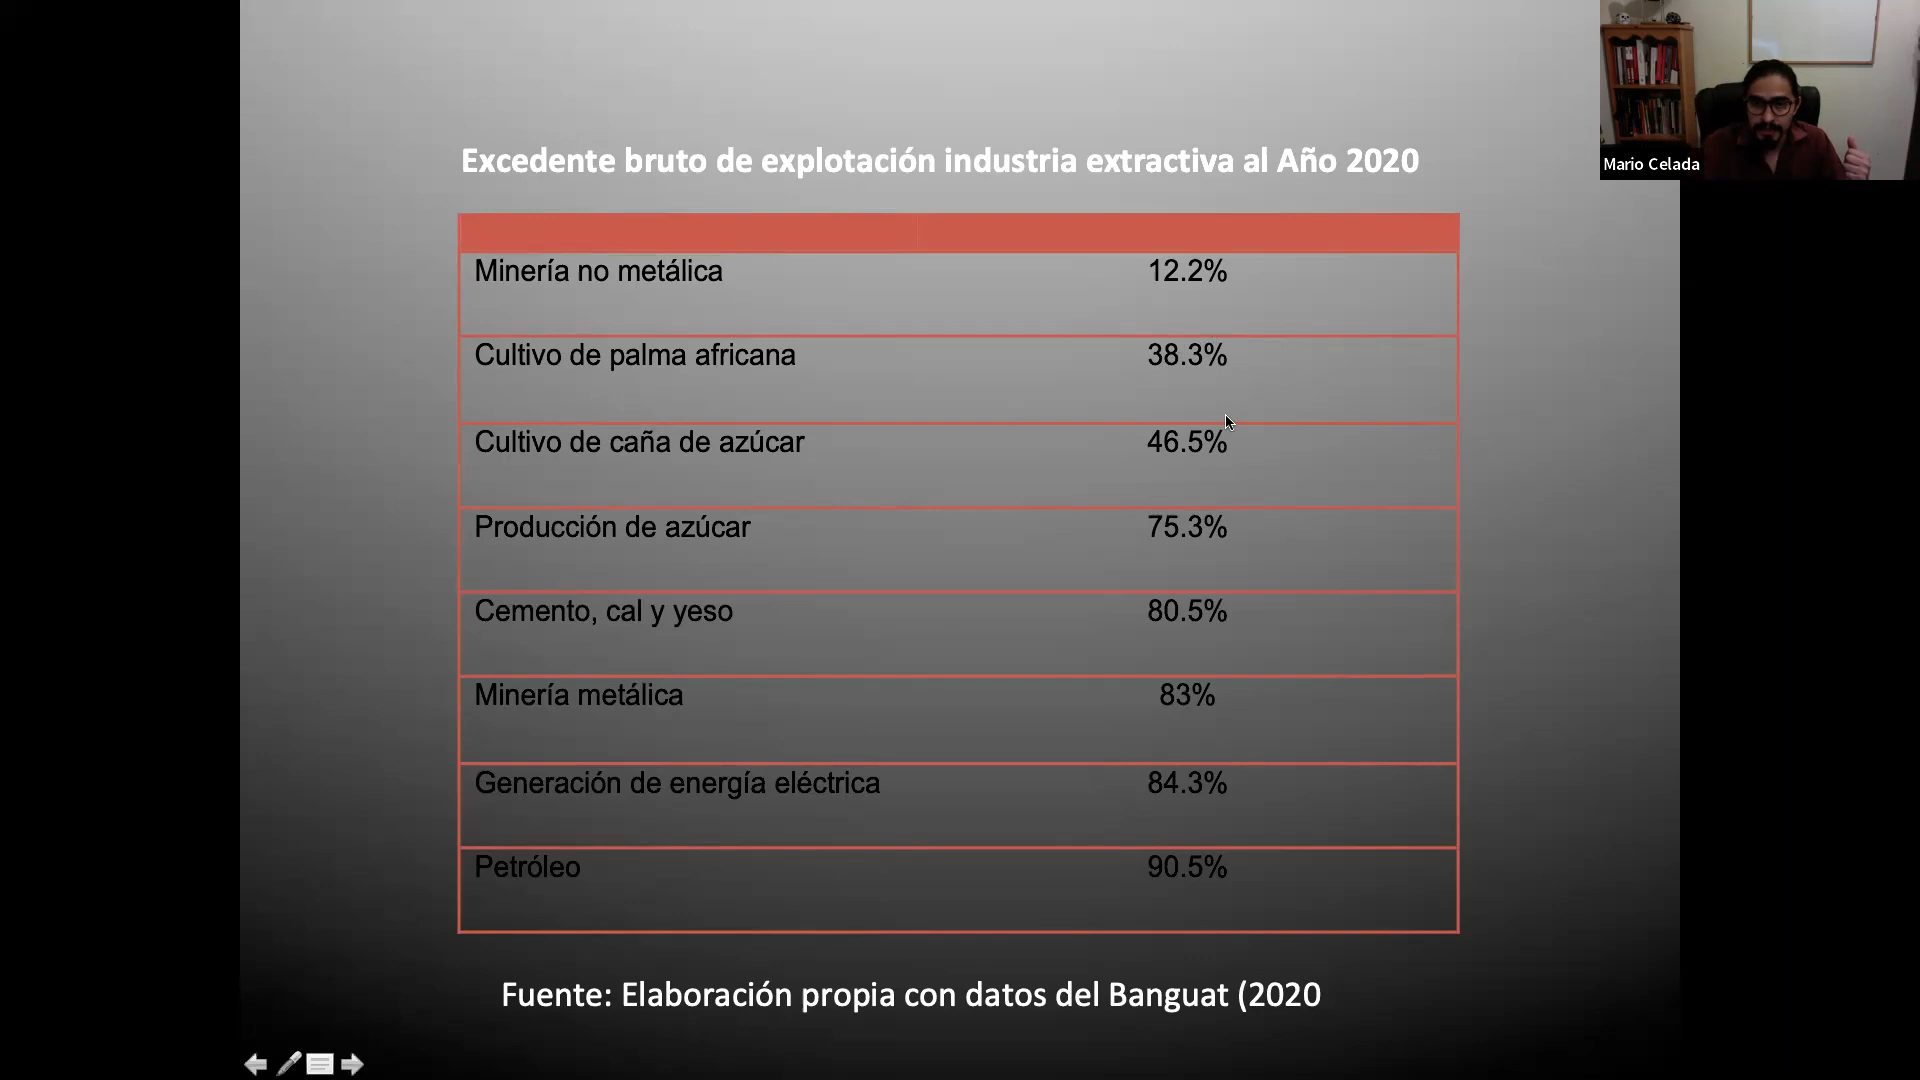 Excedente bruto de explotación industria extractiva al Año 2020
Mario Celada
Minería no metálica 12.2%
Cultivo de palma africana 38.3%
Cultivo de caña de azúcar 46.5%
Producción de azúcar 75.3%
Cemento, cal y yeso 80.5%
Minería metálica 83%
Generación de energía eléctrica 84.3%
Petróleo 90.5%
Fuente: Elaboración propia con datos del Banguat (2020